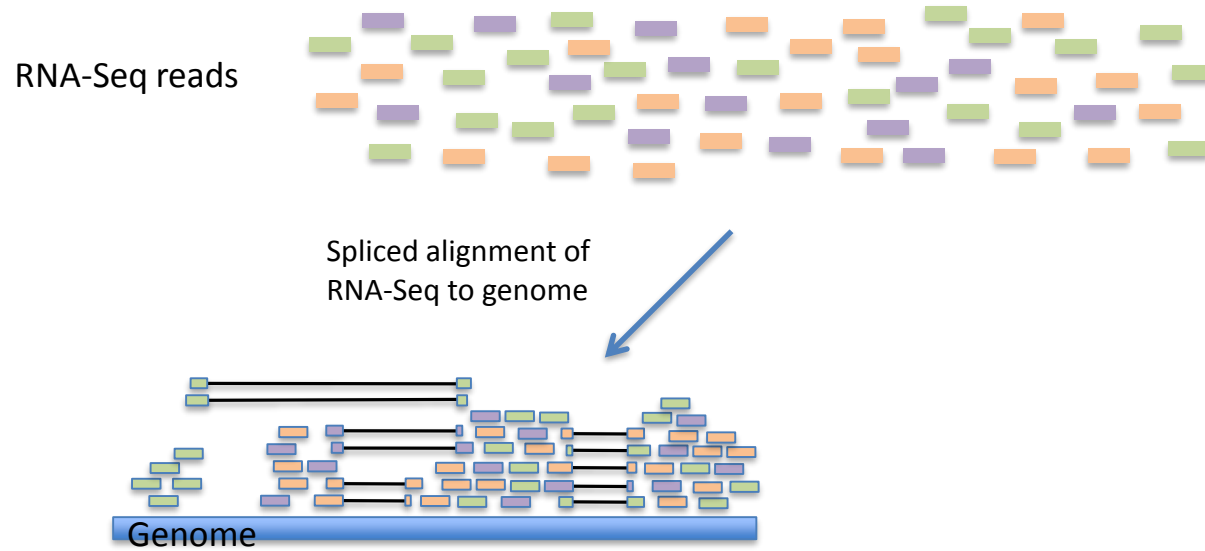 RNA-Seq reads
Spliced alignment of
RNA-Seq to genome
Genome